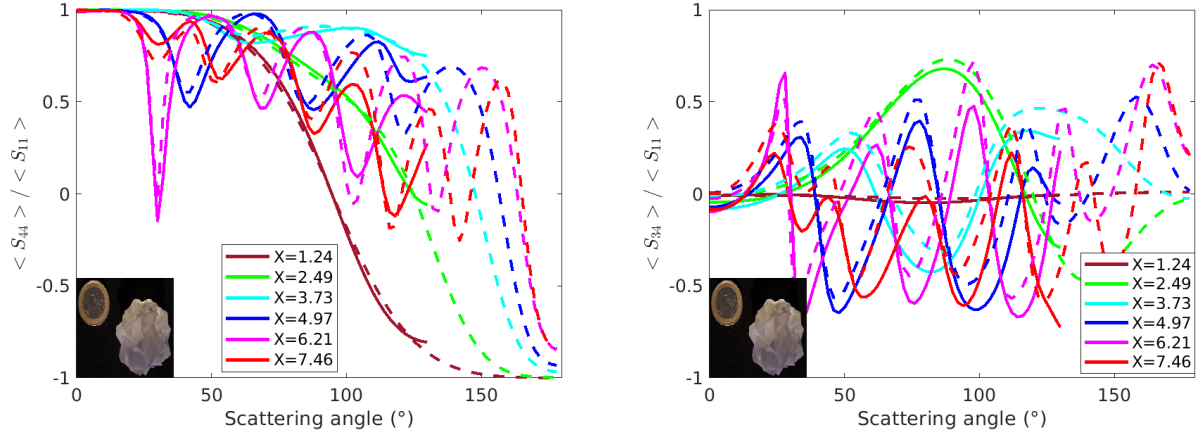 < S44 > / < S11 >
1
0.5
0
-0.5
-1
0
50
100
150
Scattering angle (°)
X=1.24
X=2.49
X=3.73
X=4.97
X=6.21
X=7.46
< S34 > / < S11 >
1
0.5
0
-0.5
-1
0
50
100
150
Scattering angle (°)
X=1.24
X=2.49
X=3.73
X=4.97
X=6.21
X=7.46